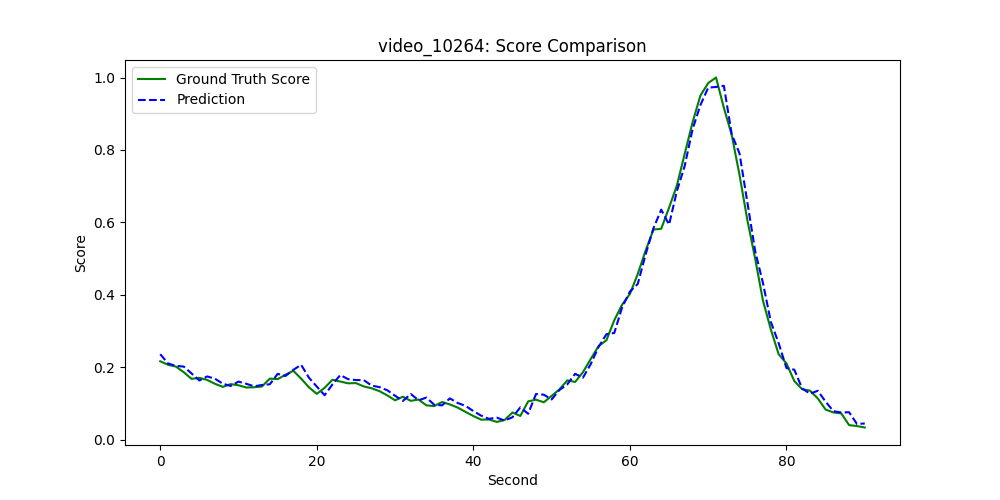 video_10264: Score Comparison
Ground Truth Score
Prediction
Score
1.0
0.8
0.6
0.4
0.2
0.0
0 20 40 60 80
Second